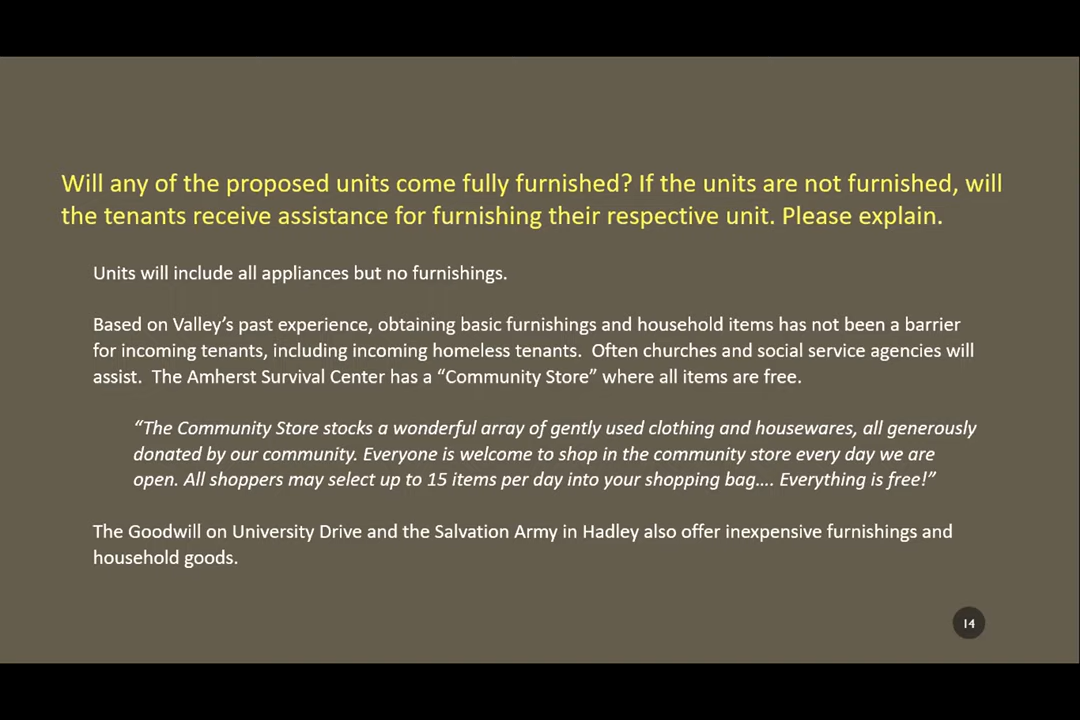 Will any of the proposed units come fully furnished? If the units are not furnished, will
the tenants receive assistance for furnishing their respective unit. Please explain.
Units will include all appliances but no furnishings.
Based on Valley’s past experience, obtaining basic furnishings and household items has not been a barrier
for incoming tenants, including incoming homeless tenants.  Often churches and social service agencies will
assist.  The Amherst Survival Center has a “Community Store” where all items are free.
“The Community Store stocks a wonderful array of gently used clothing and housewares, all generously
donated by our community. Everyone is welcome to shop in the community store every day we are
open. All shoppers may select up to 15 items per day into your shopping bag…. Everything is free!”
The Goodwill on University Drive and the Salvation Army in Hadley also offer inexpensive furnishings and
household goods.
14